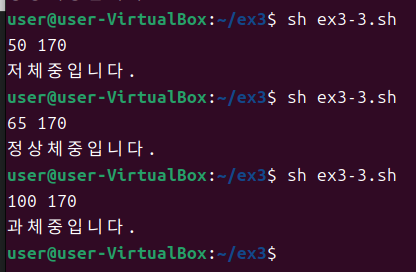 user@user-VirtualBox:~/ex3$ sh ex3-3.sh
50 170
저체중입니다.
user@user-VirtualBox:~/ex3$ sh ex3-3.sh
65 170
정상체중입니다.
user@user-VirtualBox:~/ex3$ sh ex3-3.sh
100 170
과체중입니다.
user@user-VirtualBox:~/ex3$